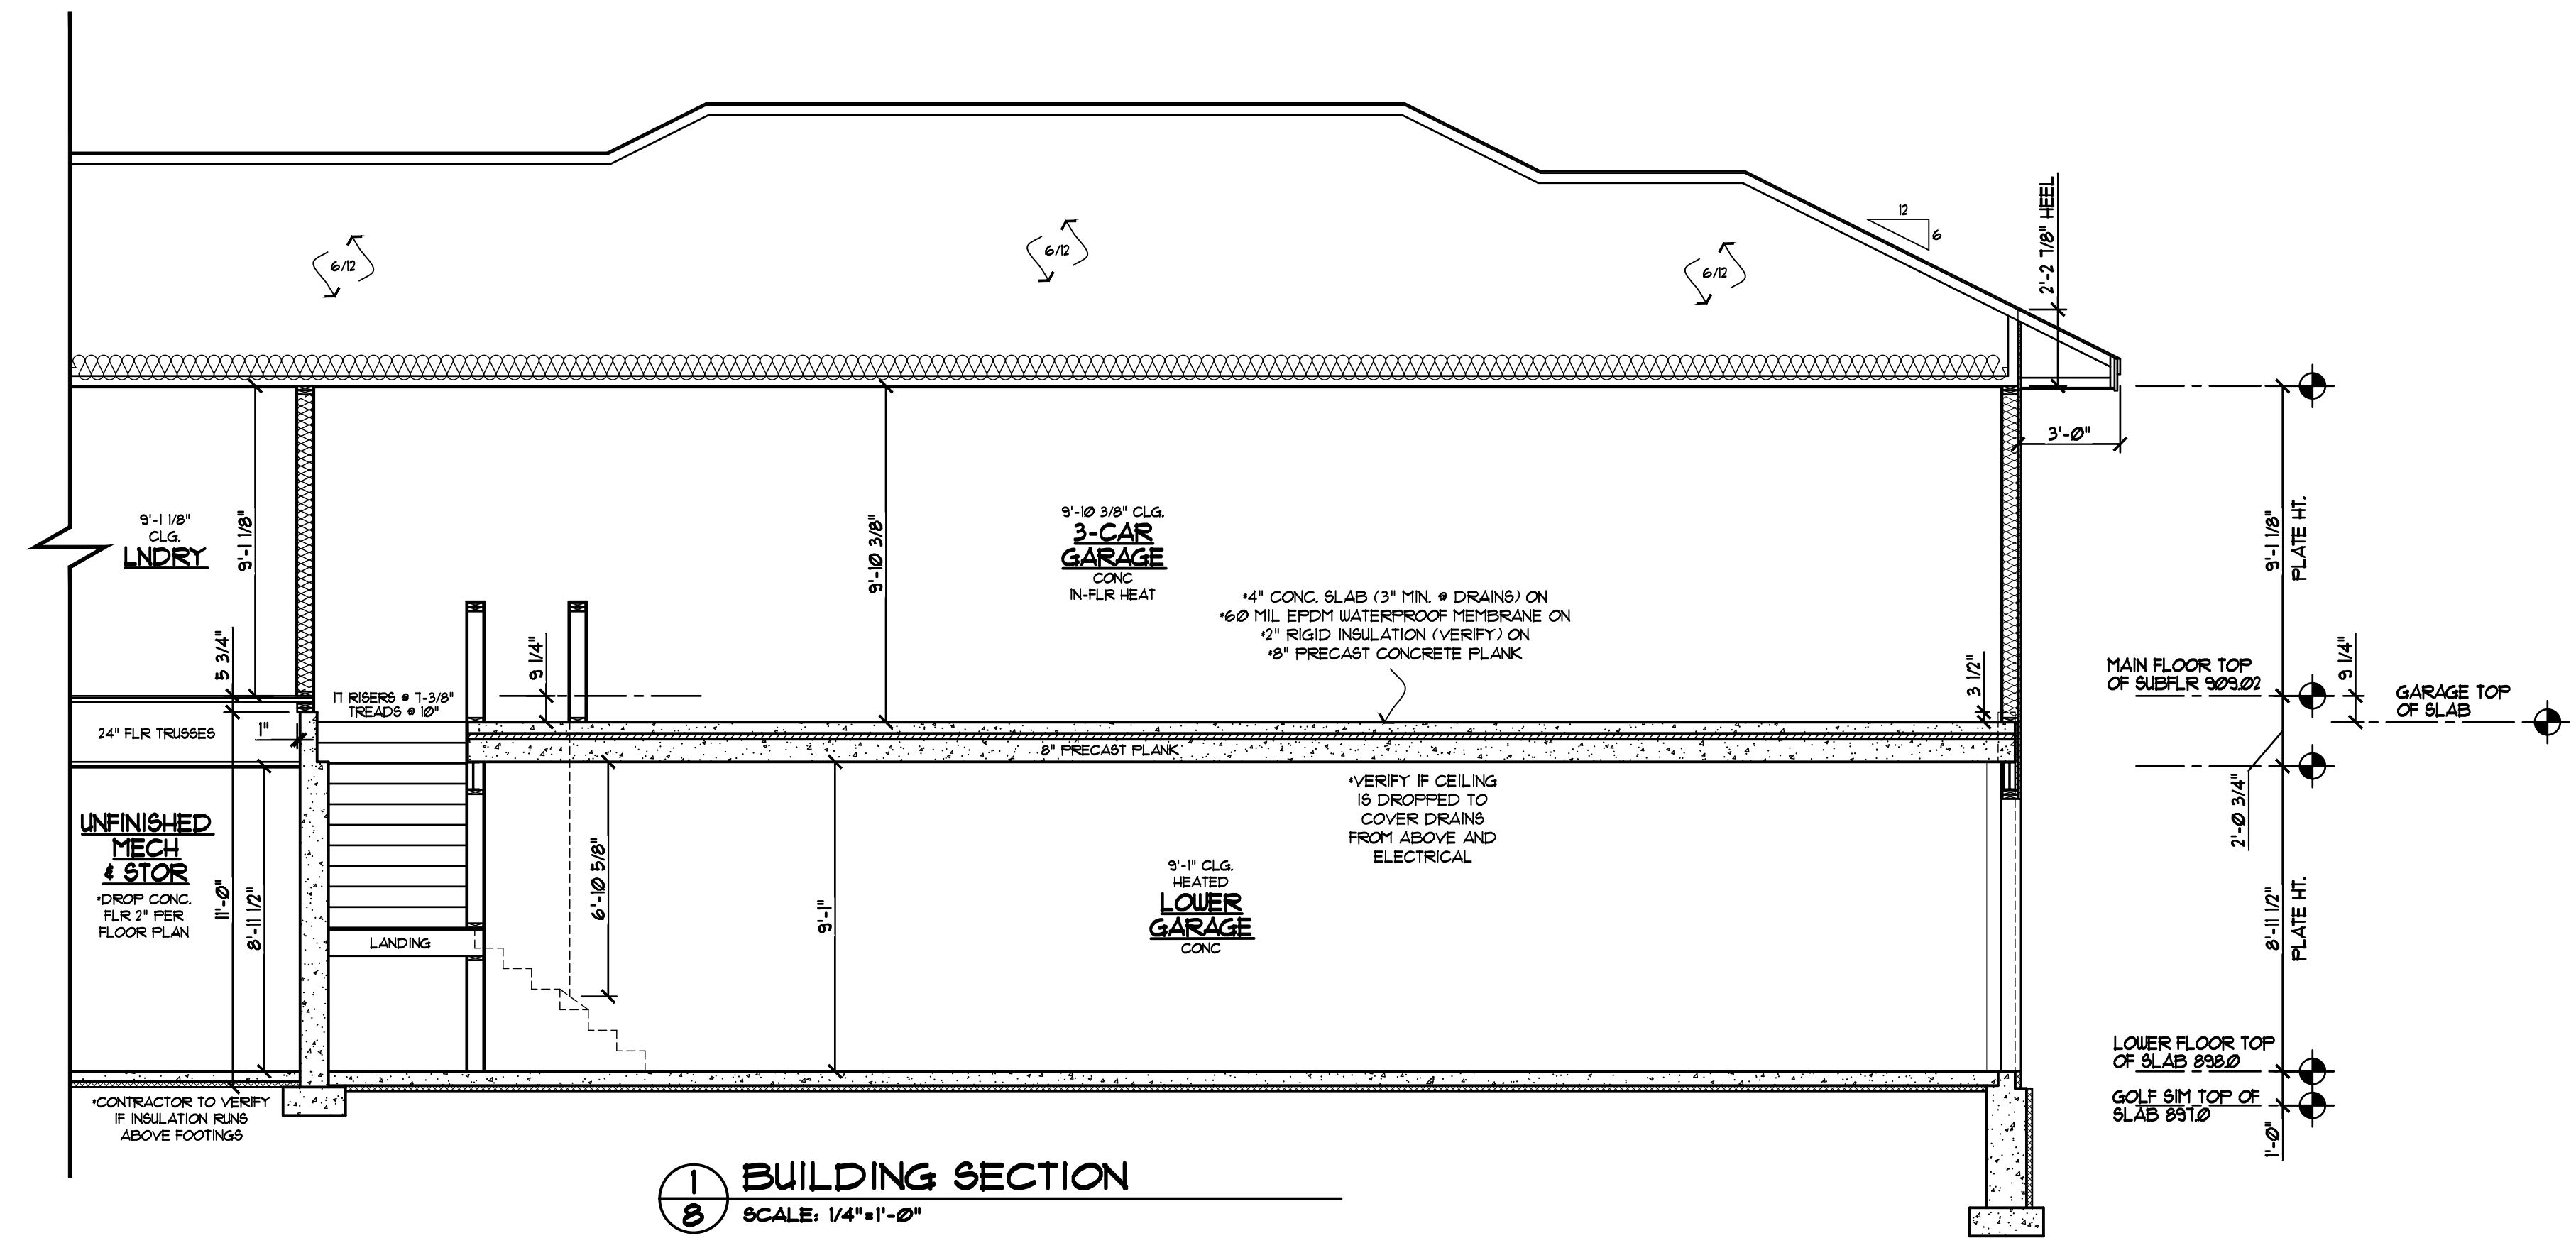 12
6
2'-2 7/8" HEEL
6/12
6/12
6/12
3'-0"
9'-1 1/8"
CLG.
LNDRY
9'-1 1/8"
9'-10 3/8"
9'-10 3/8" CLG.
3-CAR
GARAGE
CONC
IN-FLR HEAT
*4" CONC. SLAB (3" MIN. @ DRAINS) ON
*60 MIL EPDM WATERPROOF MEMBRANE ON
*2" RIGID INSULATION (VERIFY) ON
*8" PRECAST CONCRETE PLANK
9'-1 1/8"
PLATE HT.
5 3/4"
9 1/4"
3 1/2"
MAIN FLOOR TOP
OF SUBFLR 909.02
9 1/4"
GARAGE TOP
OF SLAB
17 RISERS @ 7-3/8"
TREADS @ 10"
24" FLR TRUSSES
1"
8" PRECAST PLANK
2'-0 3/4"
*VERIFY IF CEILING
IS DROPPED TO
COVER DRAINS
FROM ABOVE AND
ELECTRICAL
UNFINISHED
MECH
& STOR
*DROP CONC.
FLR 2" PER
FLOOR PLAN
11'-0"
8'-11 1/2"
LANDING
6'-10 5/8"
9'-1"
9'-1" CLG.
HEATED
LOWER
GARAGE
CONC
8'-11 1/2"
PLATE HT.
LOWER FLOOR TOP
OF SLAB 898.0
GOLF SIM TOP OF
SLAB 897.0
1'-0"
*CONTRACTOR TO VERIFY
IF INSULATION RUNS
ABOVE FOOTINGS
1
8
BUILDING SECTION
SCALE: 1/4"=1'-0"